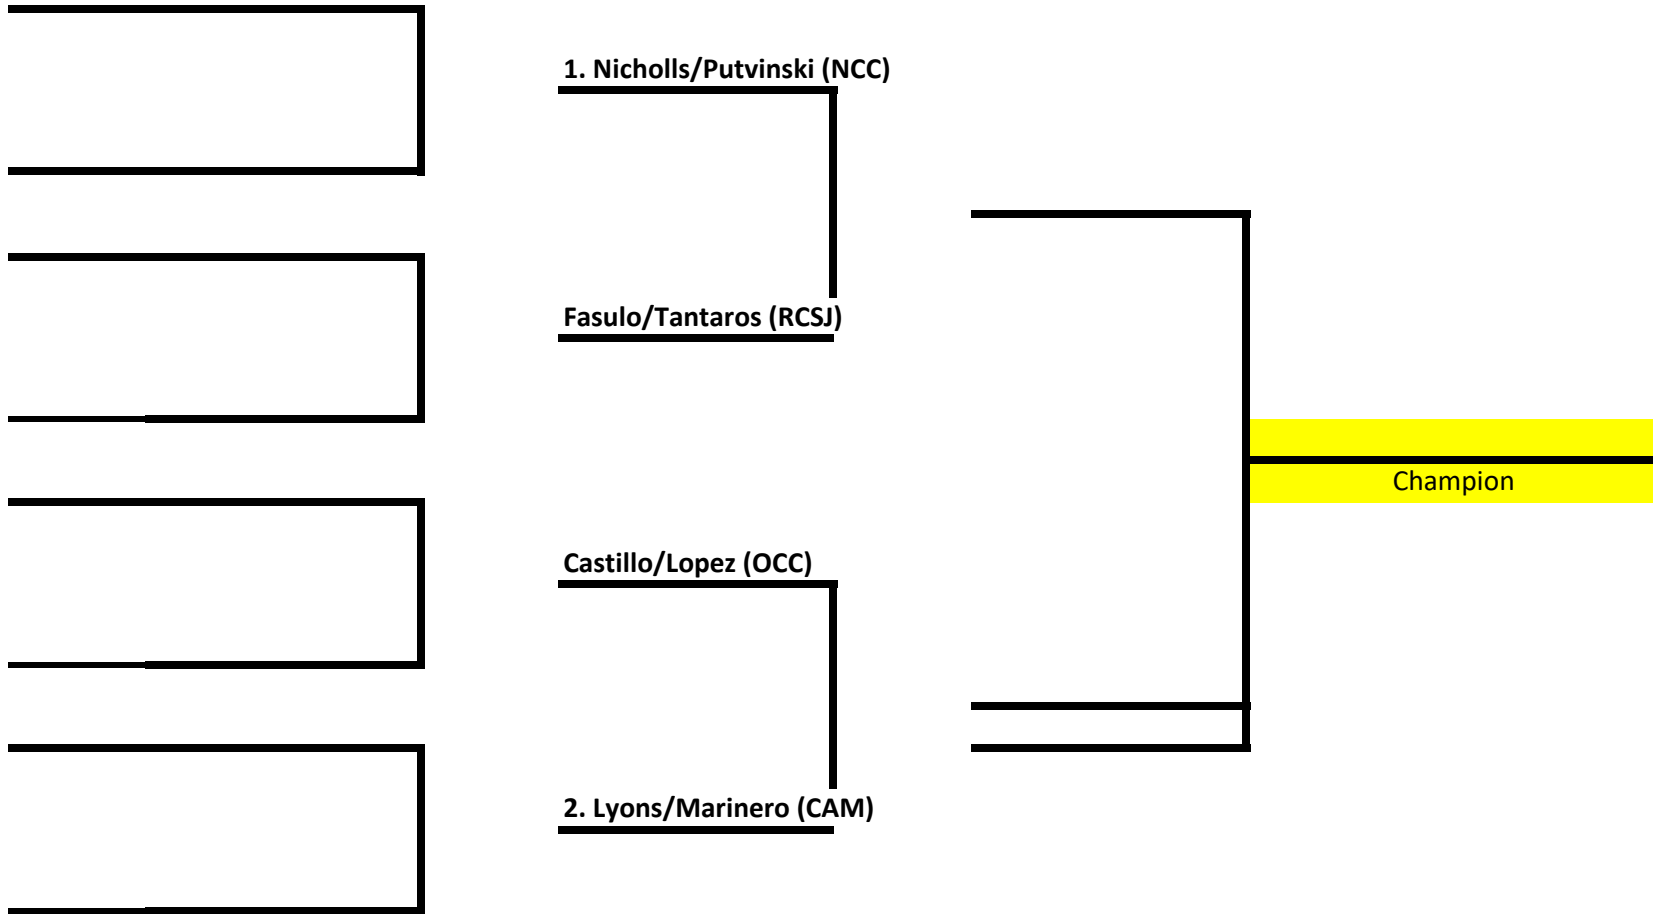 1. Nicholls/Putvinski (NCC)
Fasulo/Tantaros (RCSJ)
Champion
Castillo/Lopez (OCC)
2. Lyons/Marinero (CAM)